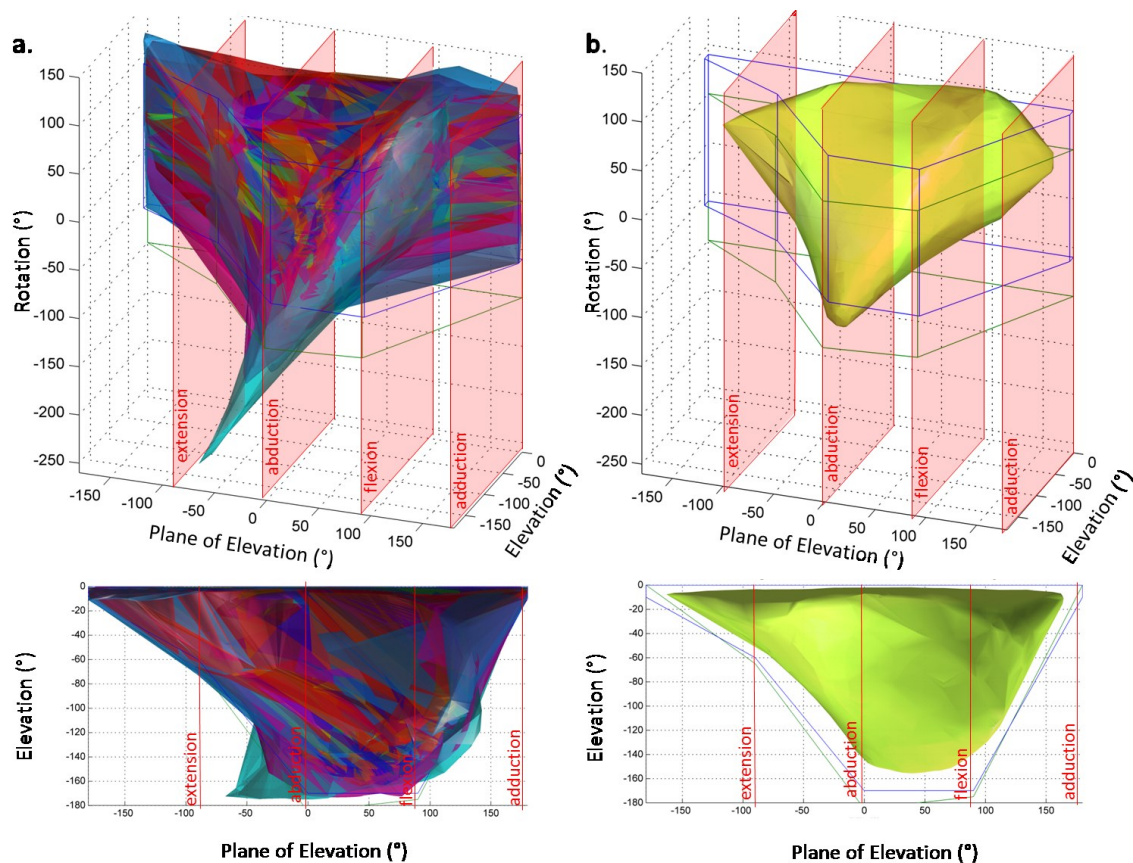 a.
150
100
50
0
-50
-100
-150
-200
-250
Rotation (°)
extension
abduction
flexion
adduction
-150
-100
-50
0
50
100
150
Plane of Elevation (°)
0
-50
-100
-150
Elevation (°)
b.
150
100
50
0
-50
-100
-150
-200
-250
Rotation (°)
extension
abduction
flexion
adduction
-150
-100
-50
0
50
100
150
Plane of Elevation (°)
0
-50
-100
-150
Elevation (°)
0
-20
-40
-60
-80
-100
-120
-140
-160
-180
Elevation (°)
extension
abduction
flexion
adduction
-150
-100
-50
0
50
100
150
Plane of Elevation (°)
0
-20
-40
-60
-80
-100
-120
-140
-160
-180
Elevation (°)
extension
abduction
flexion
adduction
-150
-100
-50
0
50
100
150
Plane of Elevation (°)